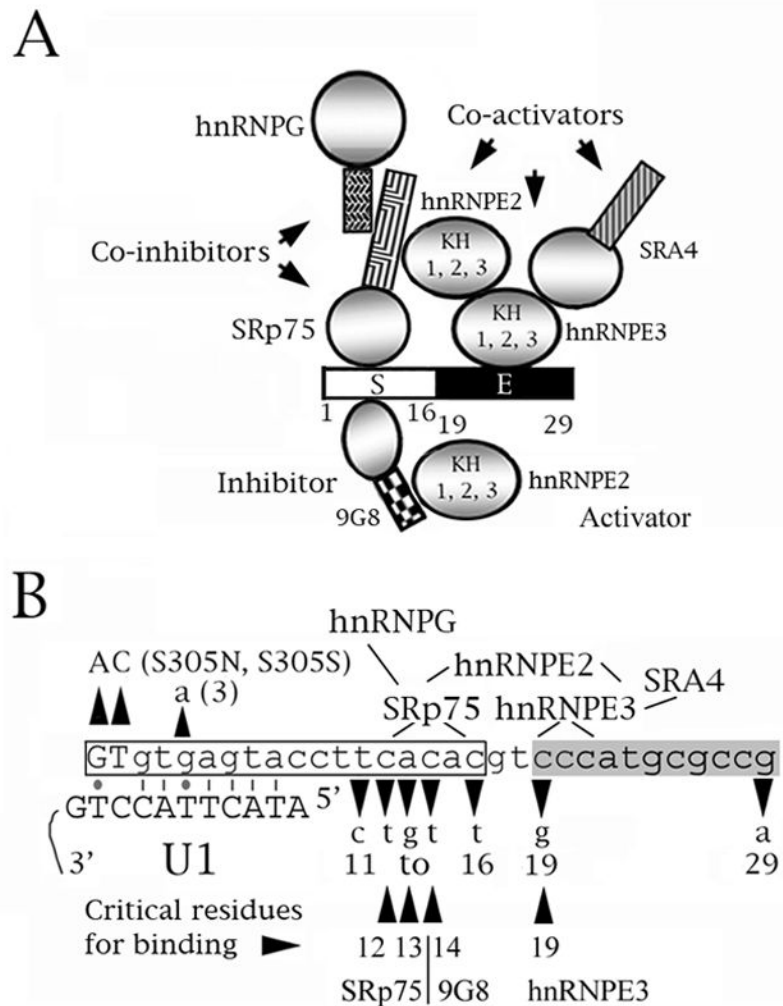 A
hnRNPG
Co-activators
hnRNPE2
Co-inhibitors
KH
1, 2, 3
SRA4
SRp75
KH
1, 2, 3
hnRNPE3
S
E
1
16
19
29
Inhibitor
KH
1, 2, 3
hnRNPE2
9G8
Activator
B
hnRNPG
AC (S305N, S305S)
hnRNPE2
SRA4
a (3)
SRp75
hnRNPE3
GTgtgagtaccttcacacgtcccatgcgccg
GTCCATTCATA 5'
3'
U1
c t g t t g a
11 to 16 19 29
Critical residues
for binding
12 13 14 19
SRp75 9G8 hnRNPE3